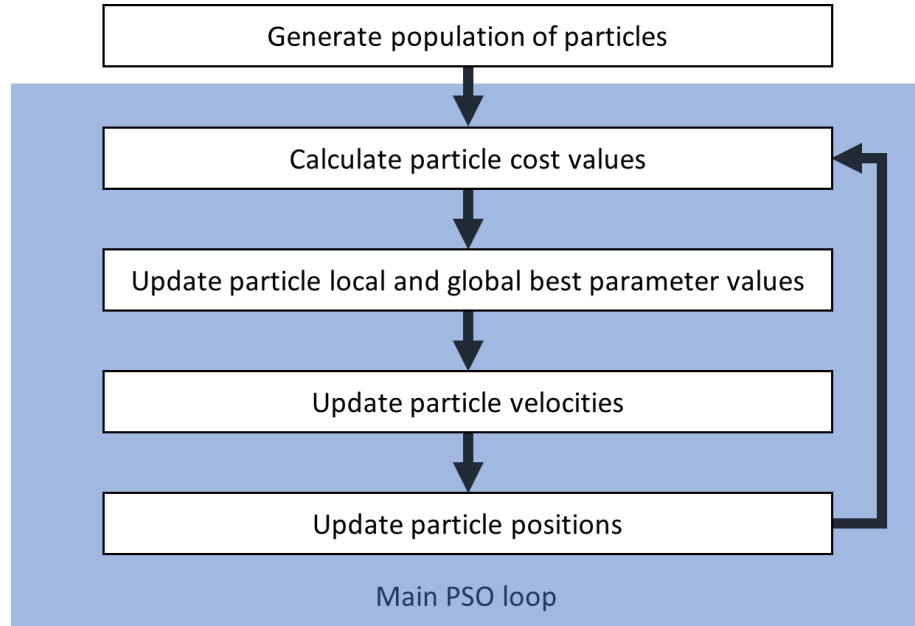 Generate population of particles
Calculate particle cost values
Update particle local and global best parameter values
Update particle velocities
Update particle positions
Main PSO loop